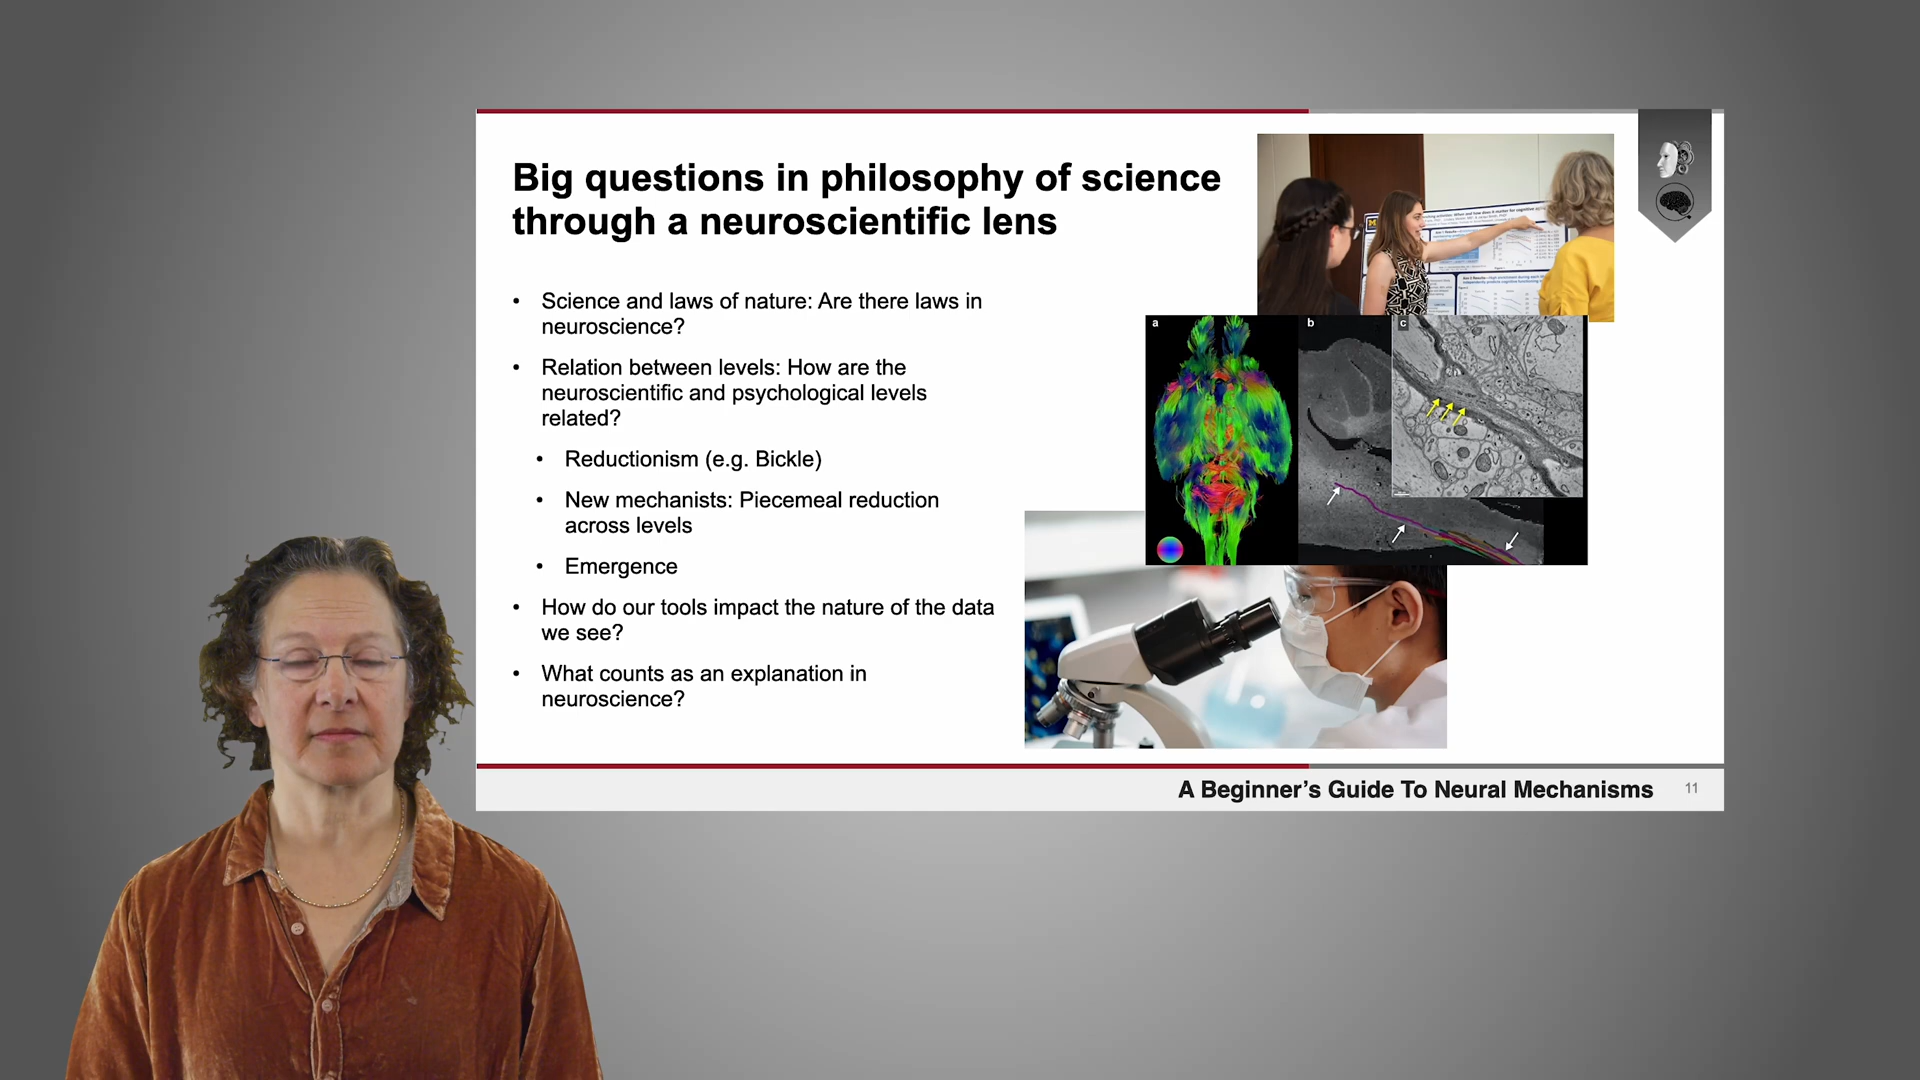 Big questions in philosophy of science
through a neuroscientific lens
• Science and laws of nature: Are there laws in
neuroscience?
• Relation between levels: How are the
neuroscientific and psychological levels
related?
• Reductionism (e.g. Bickle)
• New mechanists: Piecemeal reduction
across levels
• Emergence
• How do our tools impact the nature of the data
we see?
• What counts as an explanation in
neuroscience?
a
b
c
A Beginner's Guide To Neural Mechanisms
11